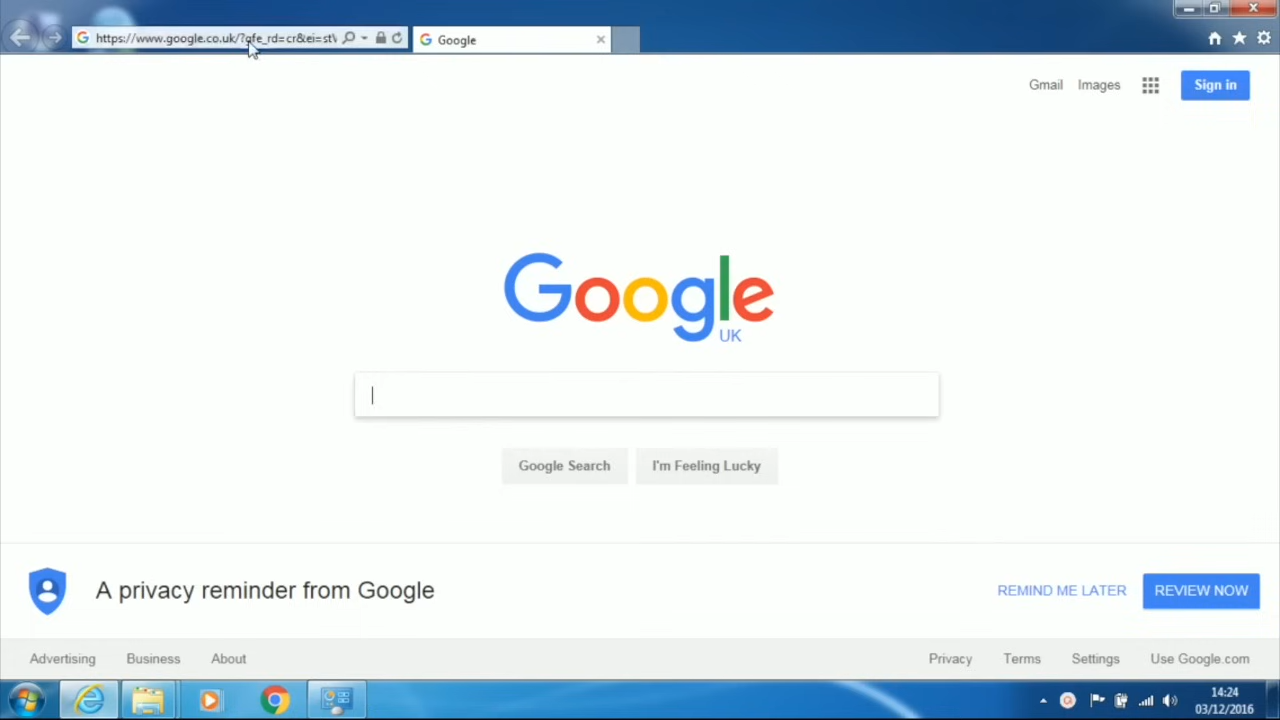 https://www.google.co.uk/?gfe_rd=cr&ei=st
Google
Gmail Images Sign in
Google
UK
Google Search I'm Feeling Lucky
A privacy reminder from Google REMIND ME LATER REVIEW NOW
Advertising Business About Privacy Terms Settings Use Google.com
14:24
03/12/2016